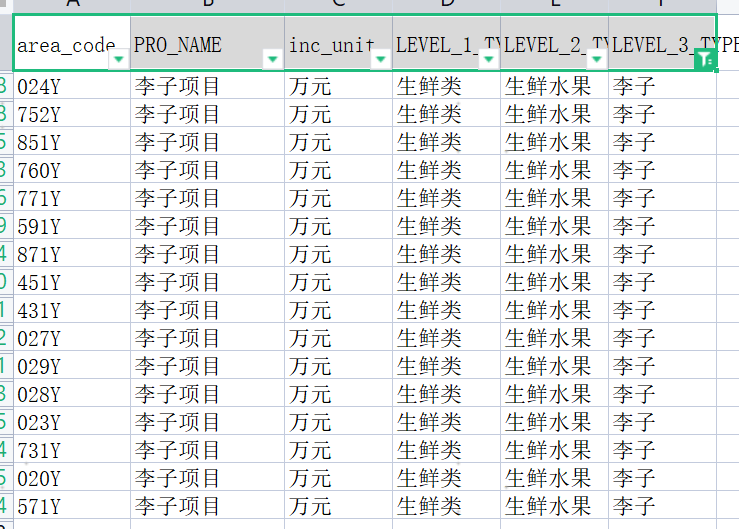 area_code PRO_NAME inc_unit LEVEL_1_TY LEVEL_2_TY LEVEL_3_TYPE
024Y 李子项目 万元 生鲜类 生鲜水果 李子
752Y 李子项目 万元 生鲜类 生鲜水果 李子
851Y 李子项目 万元 生鲜类 生鲜水果 李子
760Y 李子项目 万元 生鲜类 生鲜水果 李子
771Y 李子项目 万元 生鲜类 生鲜水果 李子
591Y 李子项目 万元 生鲜类 生鲜水果 李子
871Y 李子项目 万元 生鲜类 生鲜水果 李子
451Y 李子项目 万元 生鲜类 生鲜水果 李子
431Y 李子项目 万元 生鲜类 生鲜水果 李子
027Y 李子项目 万元 生鲜类 生鲜水果 李子
029Y 李子项目 万元 生鲜类 生鲜水果 李子
028Y 李子项目 万元 生鲜类 生鲜水果 李子
023Y 李子项目 万元 生鲜类 生鲜水果 李子
731Y 李子项目 万元 生鲜类 生鲜水果 李子
020Y 李子项目 万元 生鲜类 生鲜水果 李子
571Y 李子项目 万元 生鲜类 生鲜水果 李子